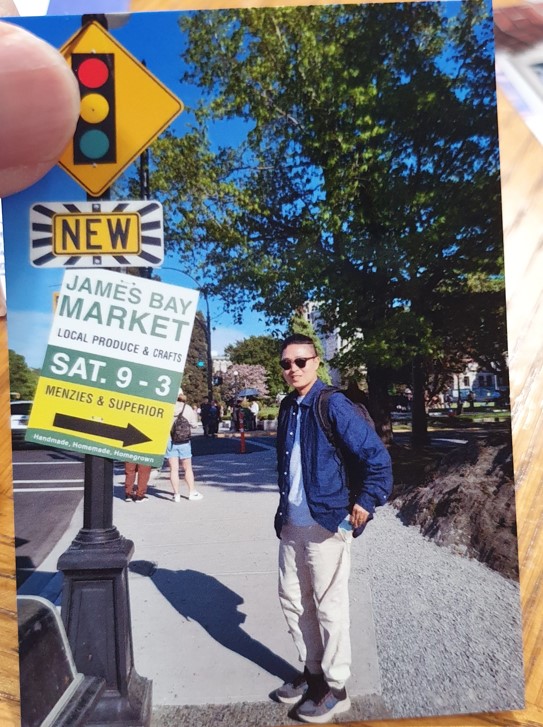 NEW
JAMES BAY
MARKET
LOCAL PRODUCE & CRAFTS
SAT. 9 - 3
MENZIES & SUPERIOR
Handmade, Homemade, Homegrown